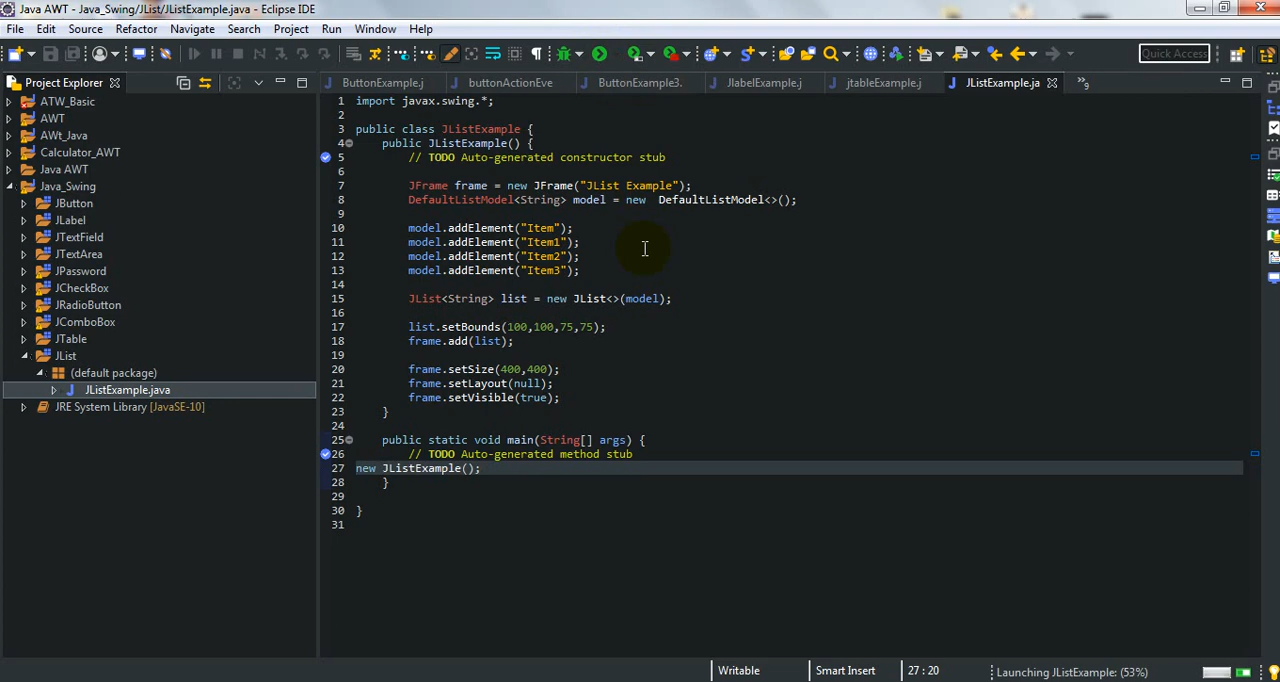 Java AWT - Java_Swing/JList/JListExample.java - Eclipse IDE
File Edit Source Refactor Navigate Search Project Run Window Help
Quick Access
Project Explorer
ButtonExample.j buttonActionEve ButtonExample3. JlabelExample.j jtableExample.j JListExample.ja »9
ATW_Basic
AWT
AWt_Java
Calculator_AWT
Java AWT
Java_Swing
JButton
JLabel
JTextField
JTextArea
JPassword
JCheckBox
JRadioButton
JComboBox
JTable
JList
(default package)
JListExample.java
JRE System Library [JavaSE-10]
1 import javax.swing.*;
2
3 public class JListExample {
4 public JListExample() {
5 // TODO Auto-generated constructor stub
6
7 JFrame frame = new JFrame("JList Example");
8 DefaultListModel<String> model = new  DefaultListModel<>();
9
10 model.addElement("Item");
11 model.addElement("Item1");
12 model.addElement("Item2");
13 model.addElement("Item3");
14
15 JList<String> list = new JList<>(model);
16
17 list.setBounds(100,100,75,75);
18 frame.add(list);
19
20 frame.setSize(400,400);
21 frame.setLayout(null);
22 frame.setVisible(true);
23 }
24
25 public static void main(String[] args) {
26 // TODO Auto-generated method stub
27 new JListExample();
28 }
29
30 }
31
Writable Smart Insert 27 : 20 Launching JListExample: (53%)